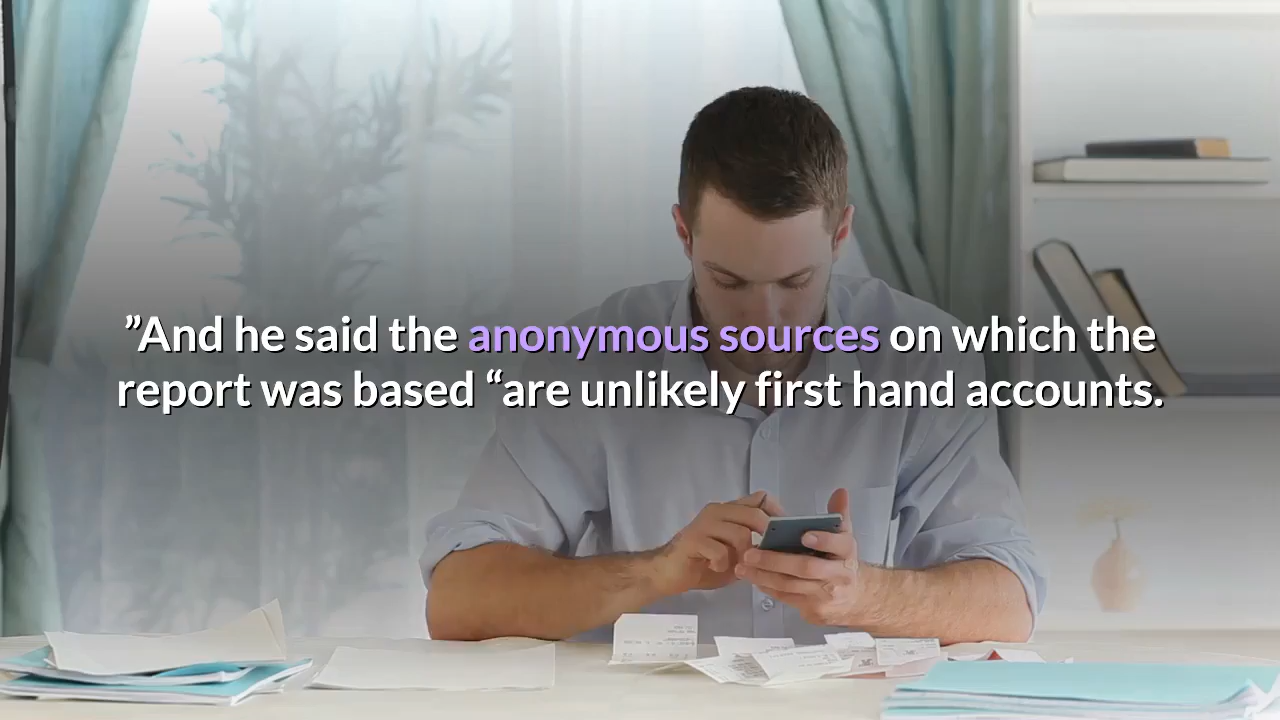 ”And he said the anonymous sources on which the
report was based “are unlikely first hand accounts.